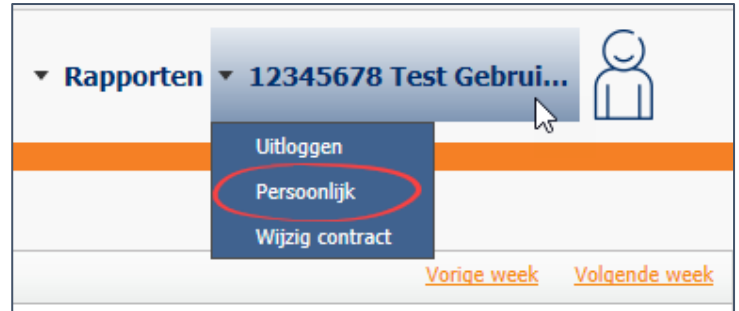 Rapporten 12345678 Test Gebrui...
Uitloggen
Persoonlijk
Wijzig contract
Vorige week Volgende week